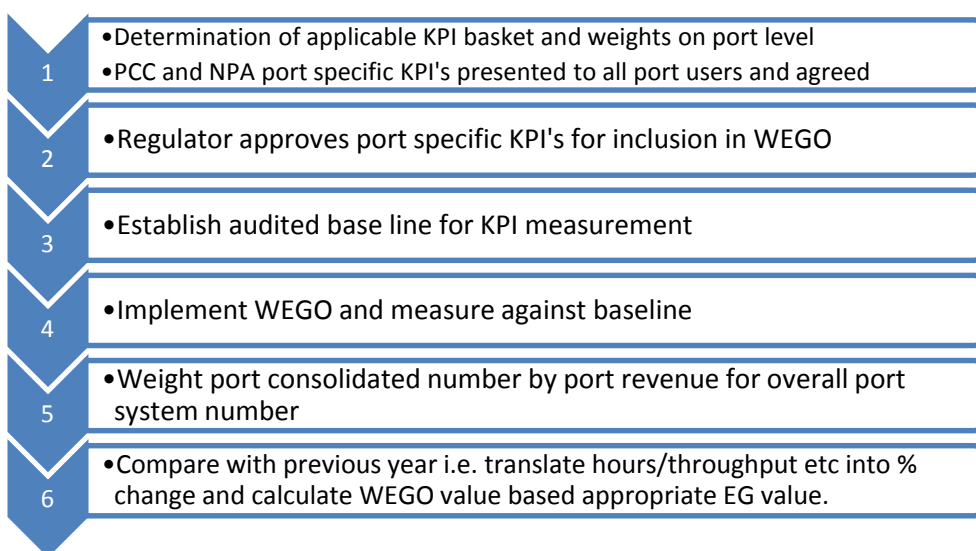 1
•Determination of applicable KPI basket and weights on port level
•PCC and NPA port specific KPI's presented to all port users and agreed
2
•Regulator approves port specific KPI's for inclusion in WEGO
3
•Establish audited base line for KPI measurement
4
•Implement WEGO and measure against baseline
5
•Weight port consolidated number by port revenue for overall port
system number
6
•Compare with previous year i.e. translate hours/throughput etc into %
change and calculate WEGO value based appropriate EG value.